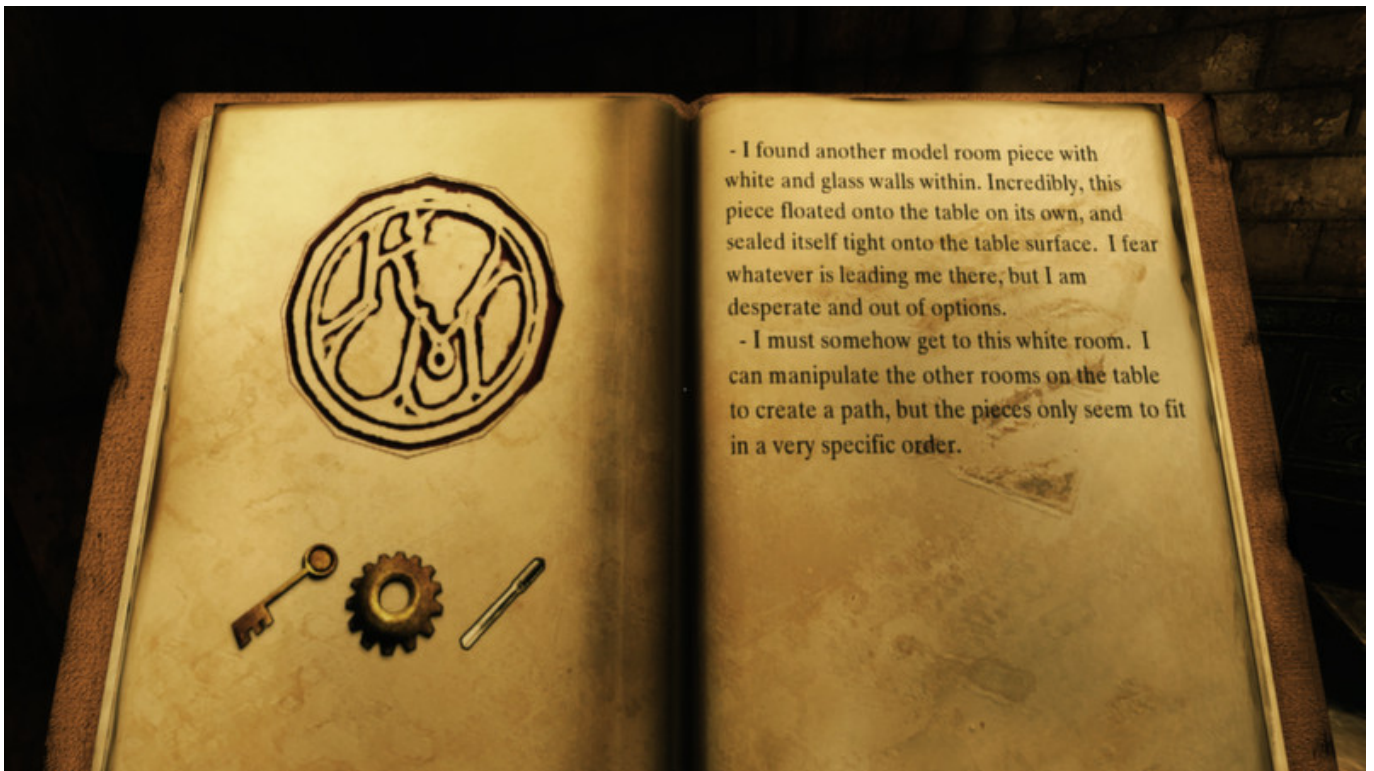 - I found another model room piece with
white and glass walls within. Incredibly, this
piece floated onto the table on its own, and
sealed itself tight onto the table surface. I fear
whatever is leading me there, but I am
desperate and out of options.
- I must somehow get to this white room. I
can manipulate the other rooms on the table
to create a path, but the pieces only seem to fit
in a very specific order.